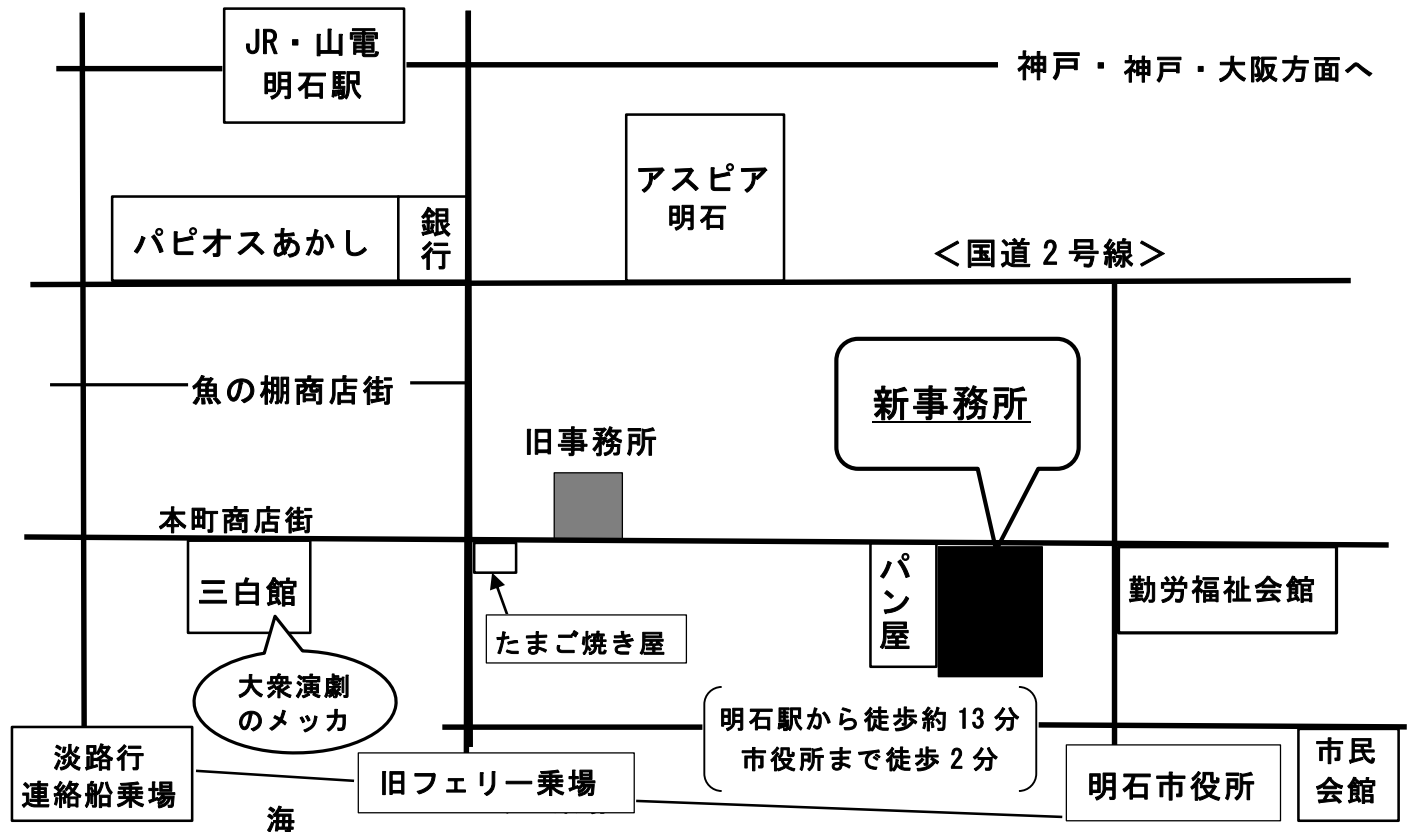 JR・山電
明石駅
神戸・神戸・大阪方面へ
アスピア
明石
パピオスあかし
銀行
＜国道２号線＞
魚の棚商店街
新事務所
旧事務所
本町商店街
三白館
パン屋
勤労福祉会館
たまご焼き屋
大衆演劇
のメッカ
明石駅から徒歩約 13 分
市役所まで徒歩 2 分
淡路行
連絡船乗場
旧フェリー乗場
明石市役所
市民
会館
海